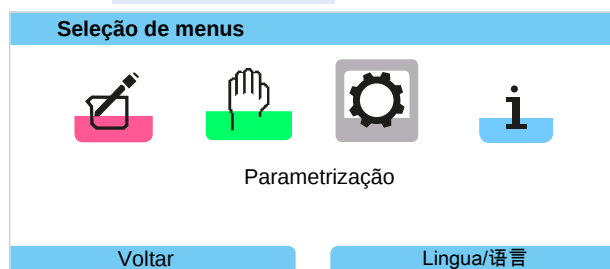 Seleção de menus
Parametrização
Voltar
Lingua/语言